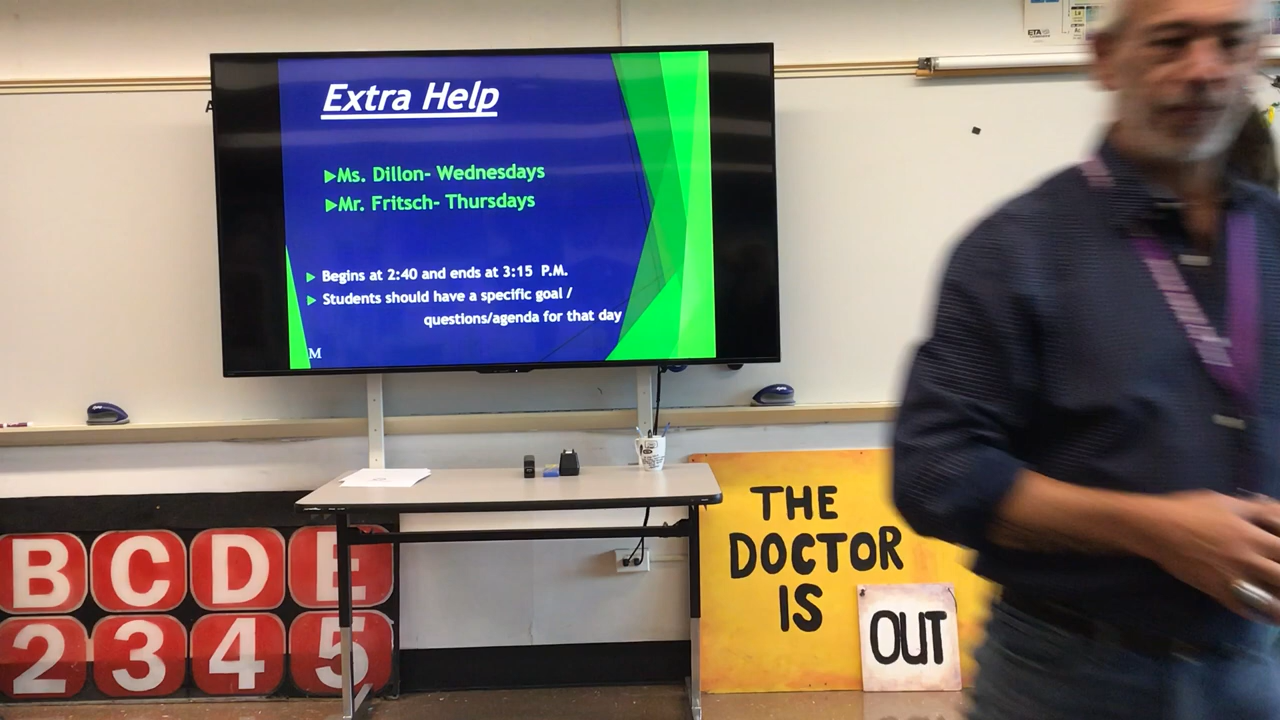 Extra Help
Ms. Dillon- Wednesdays
Mr. Fritsch- Thursdays
Begins at 2:40 and ends at 3:15 P.M.
Students should have a specific goal /
questions/agenda for that day
M
ETA
B C D E
2 3 4 5
THE
DOCTOR
IS
OUT